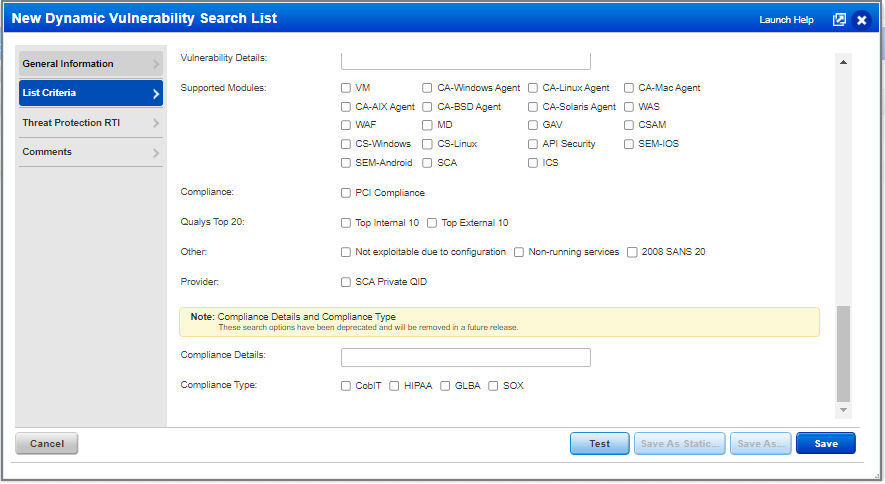 New Dynamic Vulnerability Search List
Launch Help
General Information
List Criteria
Threat Protection RTI
Comments
Vulnerability Details:
Supported Modules:
VM CA-Windows Agent CA-Linux Agent CA-Mac Agent
CA-AIX Agent CA-BSD Agent CA-Solaris Agent WAS
WAF MD GAV CSAM
CS-Windows CS-Linux API Security SEM-IOS
SEM-Android SCA ICS
Compliance: PCI Compliance
Qualys Top 20: Top Internal 10 Top External 10
Other: Not exploitable due to configuration Non-running services 2008 SANS 20
Provider: SCA Private QID
Note: Compliance Details and Compliance Type
These search options have been deprecated and will be removed in a future release.
Compliance Details:
Compliance Type: CobIT HIPAA GLBA SOX
Cancel Test Save As Static... Save As... Save